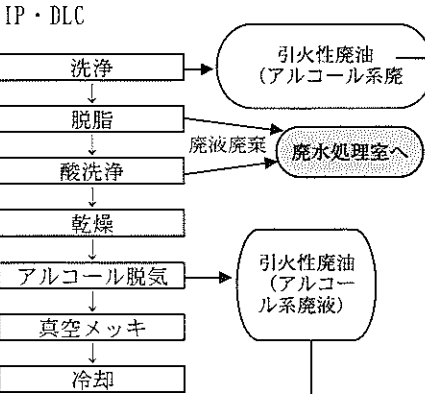 IP・DLC
洗浄
引火性廃油
(アルコール系廃
脱脂
廃液廃棄
廃水処理室へ
酸洗浄
乾燥
アルコール脱気
引火性廃油
(アルコー
ル系廃液)
真空メッキ
冷却